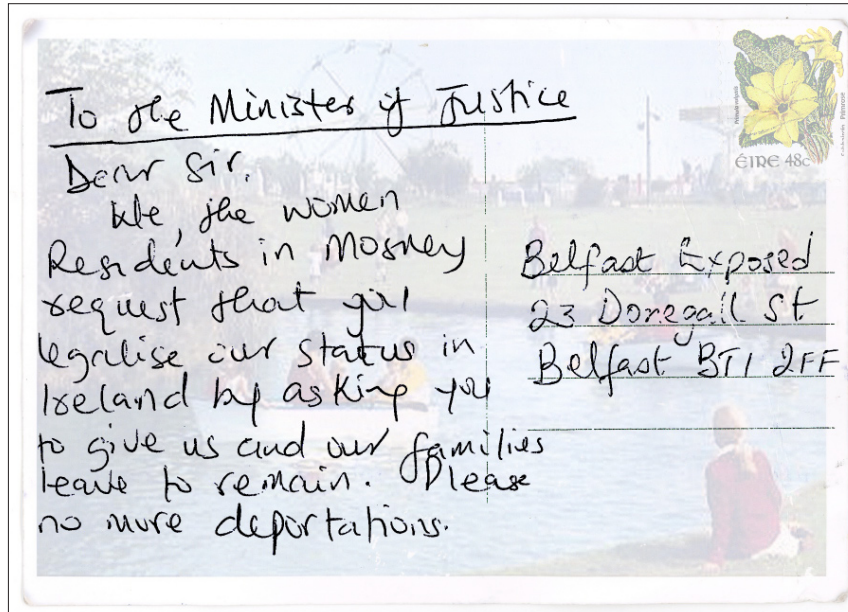 To the Minister of Justice
Dear Sir.
We, the women
Residents in Mosney
request that you
legalise our status in
Ireland by asking you
to give us and our families
leave to remain. Please
no more deportations.
ÉIRE 48c
Belfast Exposed
23 Donegall St
Belfast BT1 2FF